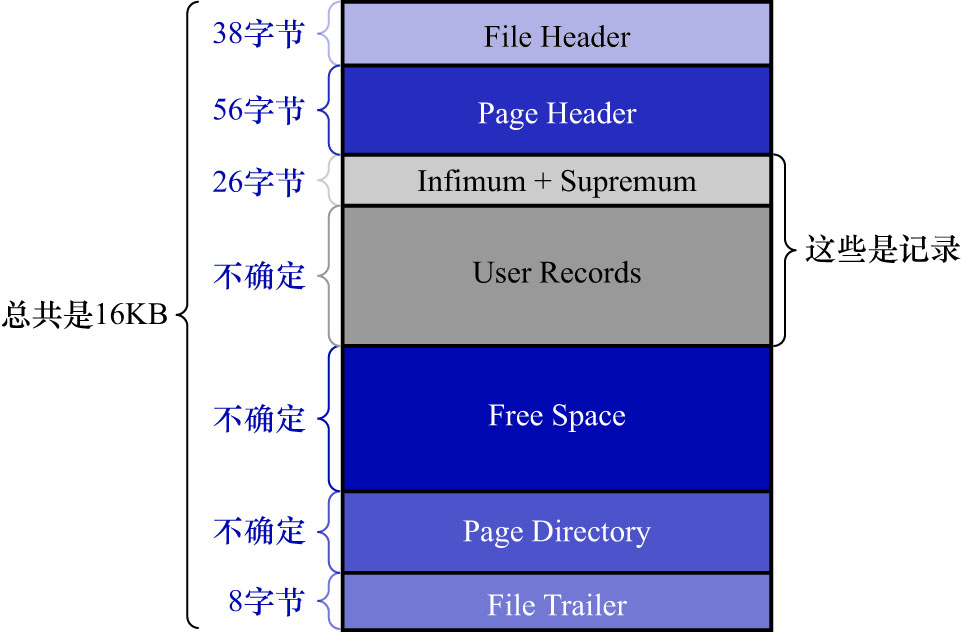 38字节
File Header
56字节
Page Header
26字节
Infimum + Supremum
不确定
User Records
这些是记录
总共是16KB
不确定
Free Space
不确定
Page Directory
8字节
File Trailer